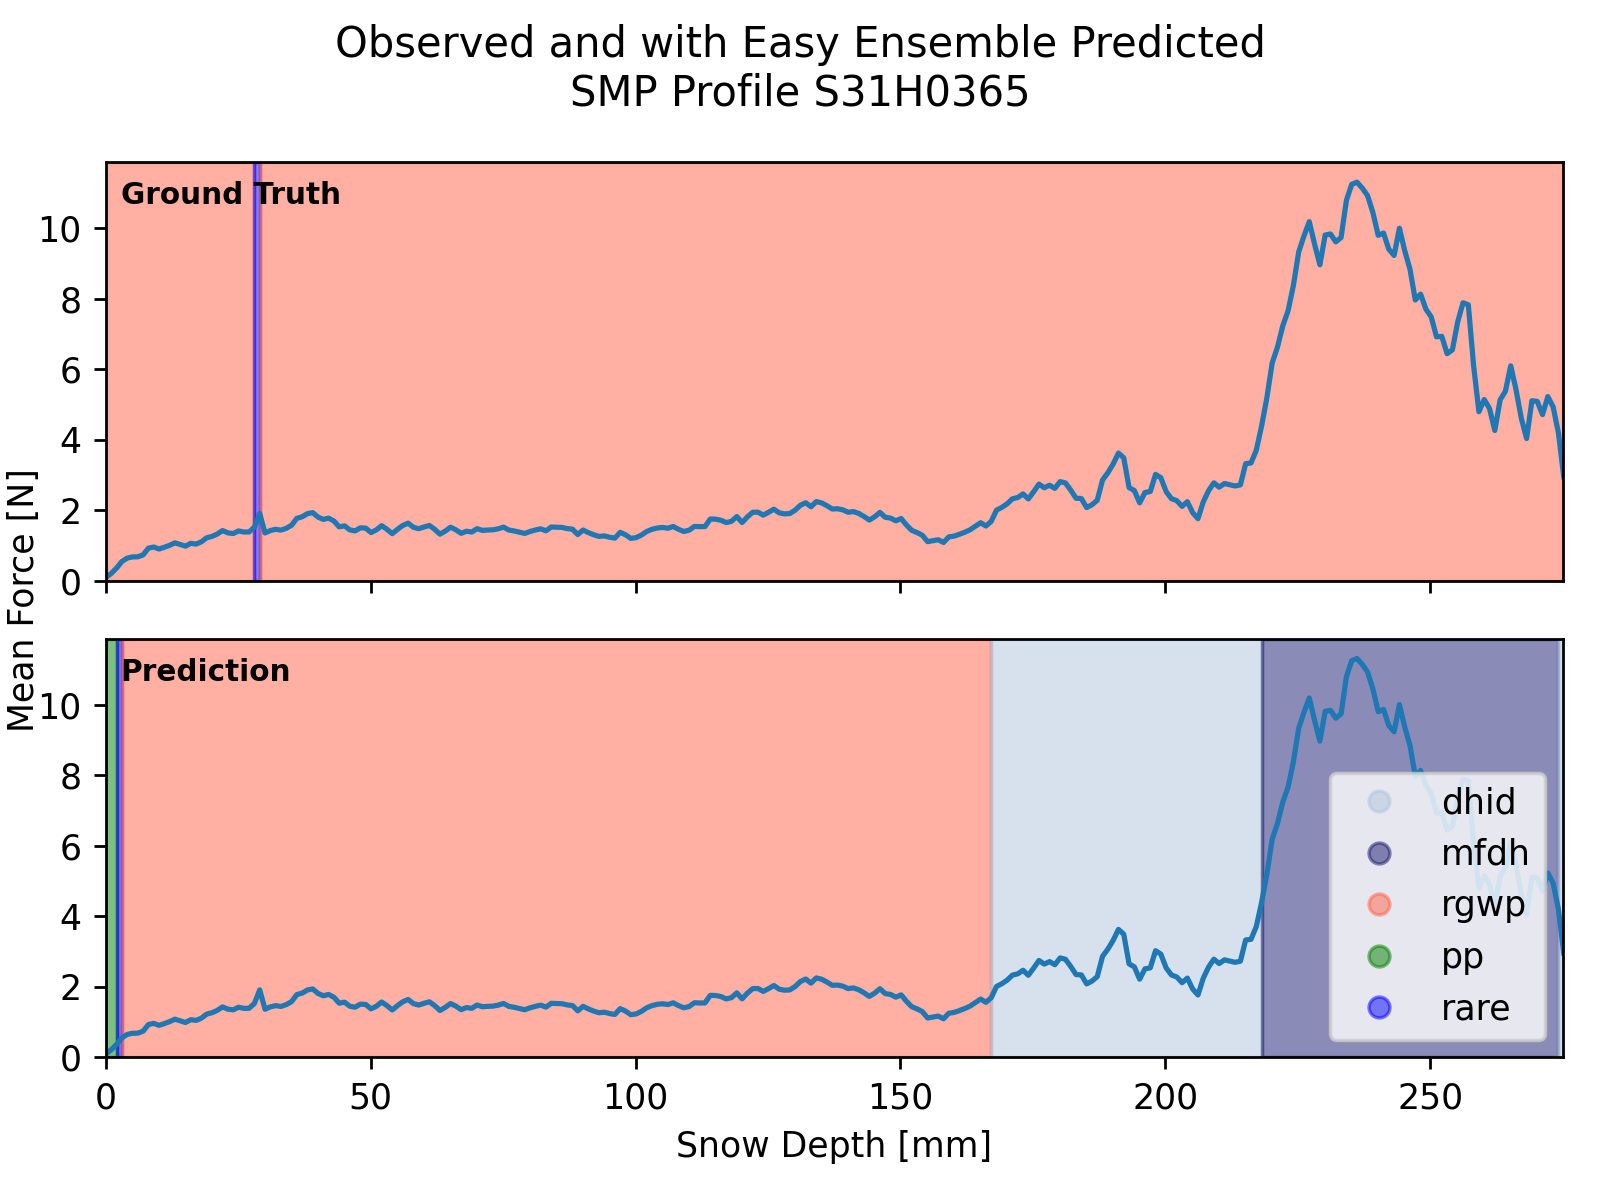 Observed and with Easy Ensemble Predicted
SMP Profile S31H0365
Ground Truth
10
8
6
4
2
0
Mean Force [N]
Prediction
10
8
6
4
2
0
dhid
mfdh
rgwp
pp
rare
0 50 100 150 200 250
Snow Depth [mm]